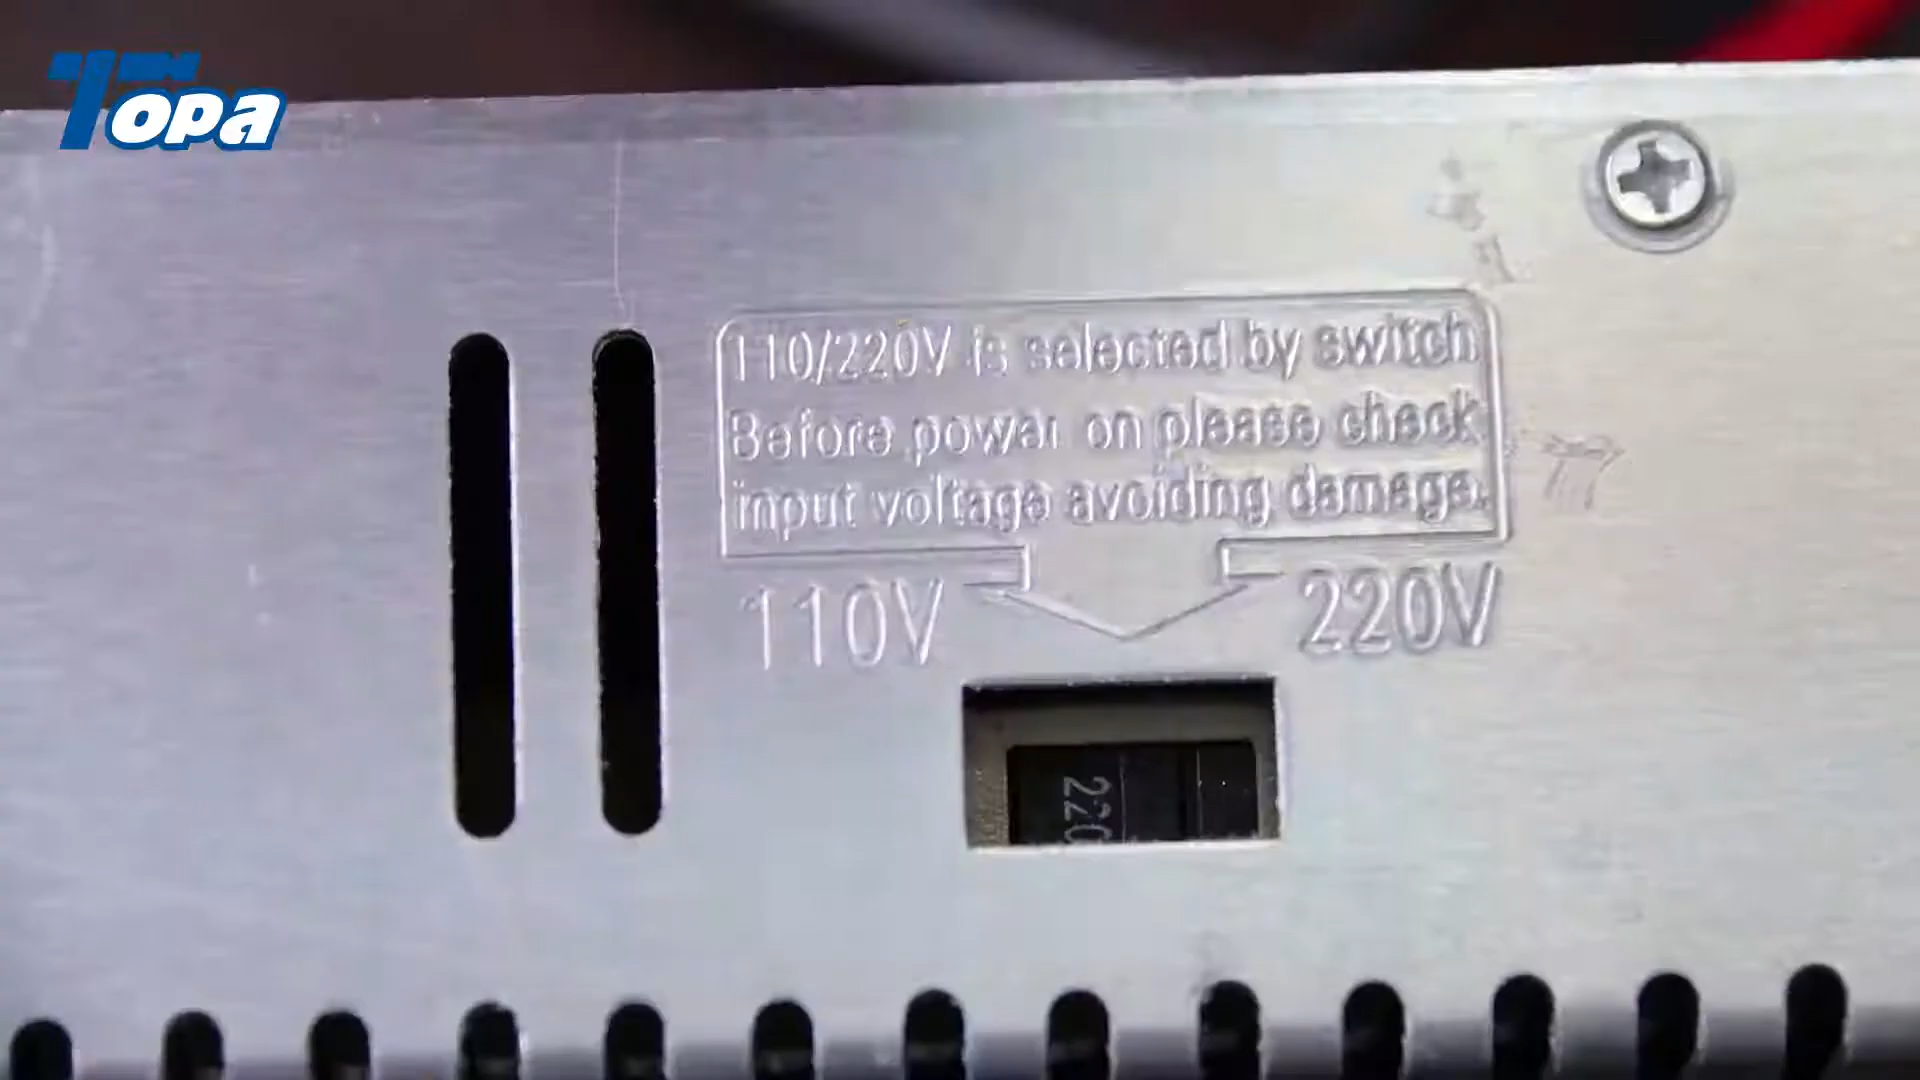 Topa
110/220V is selected by switch
Before power on please check
input voltage avoiding damage.
110V 220V
220